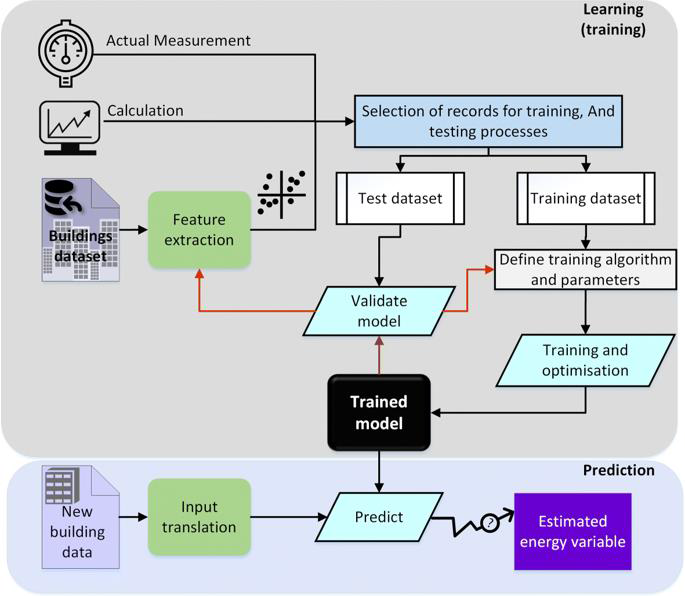 Learning
(training)
Actual Measurement
Calculation
Selection of records for training, And
testing processes
Test dataset
Training dataset
Buildings
dataset
Feature
extraction
Define training algorithm
and parameters
Validate
model
Training and
optimisation
Trained
model
Prediction
New
building
data
Input
translation
Predict
?
Estimated
energy variable